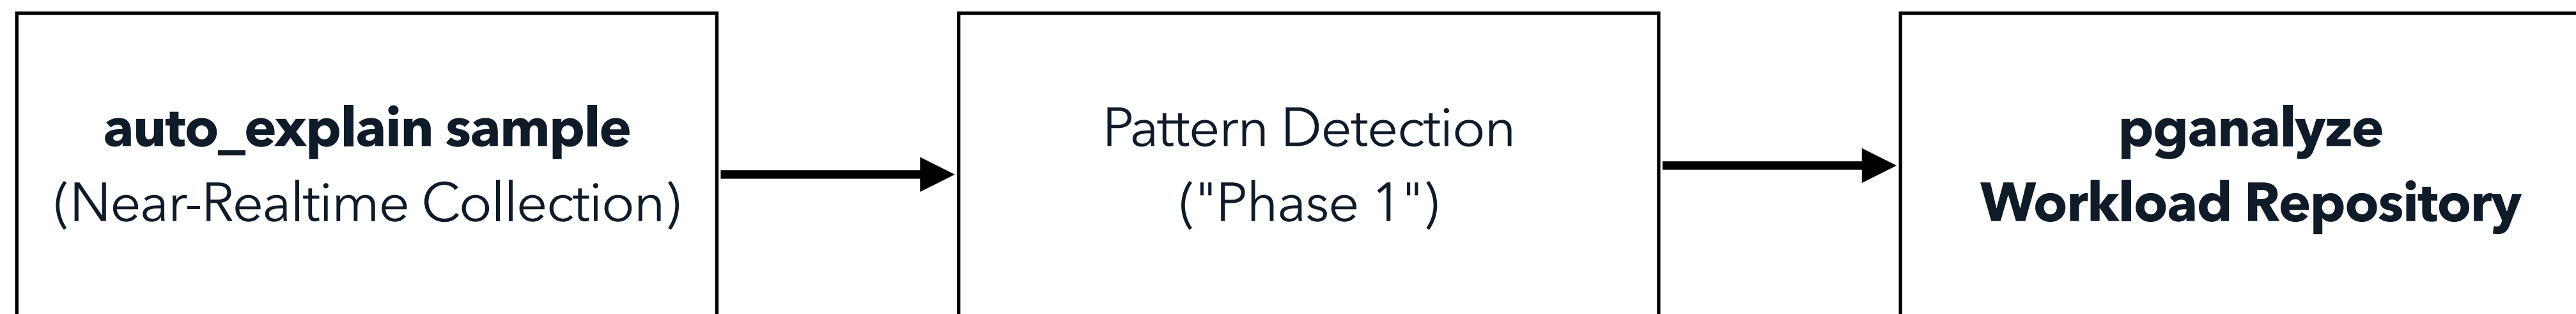 auto_explain sample
(Near-Realtime Collection)
Pattern Detection
("Phase 1")
pganalyze
Workload Repository